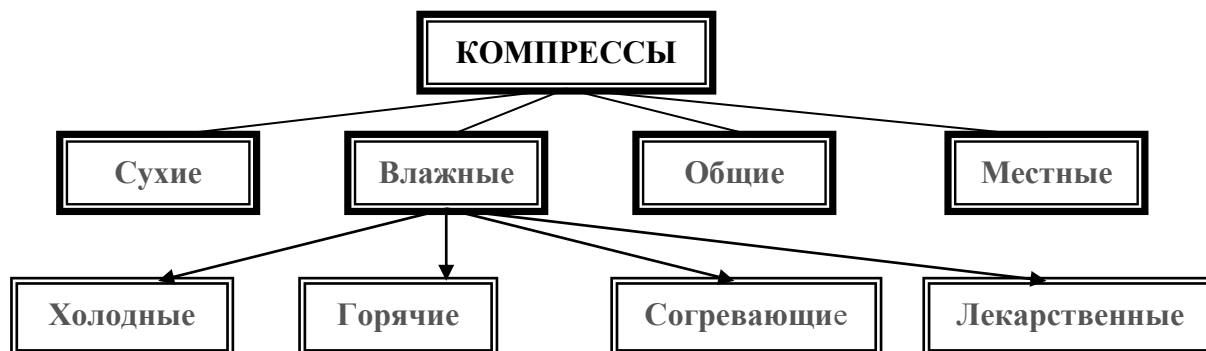 КОМПРЕССЫ
Сухие
Влажные
Общие
Местные
Холодные
Горячие
Согревающие
Лекарственные